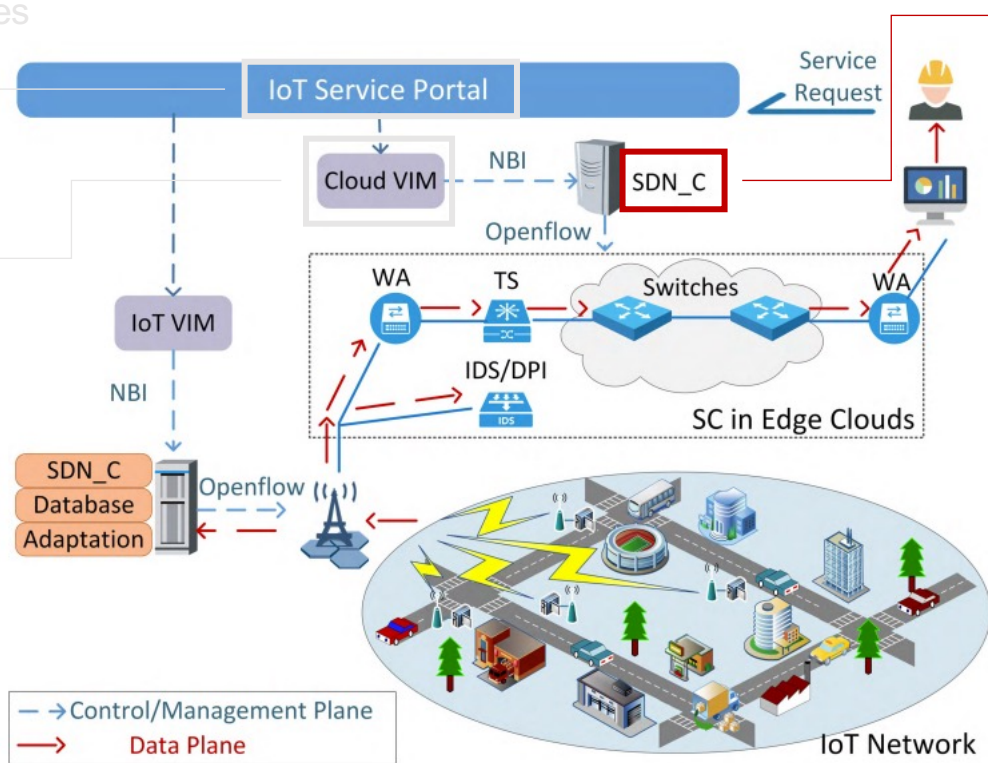 es
IoT Service Portal
Service
Request
Cloud VIM
NBI
SDN_C
Openflow
WA
TS
Switches
WA
IoT VIM
IDS/DPI
IDS
NBI
SC in Edge Clouds
SDN_C
Database
Adaptation
Openflow
Control/Management Plane
Data Plane
IoT Network